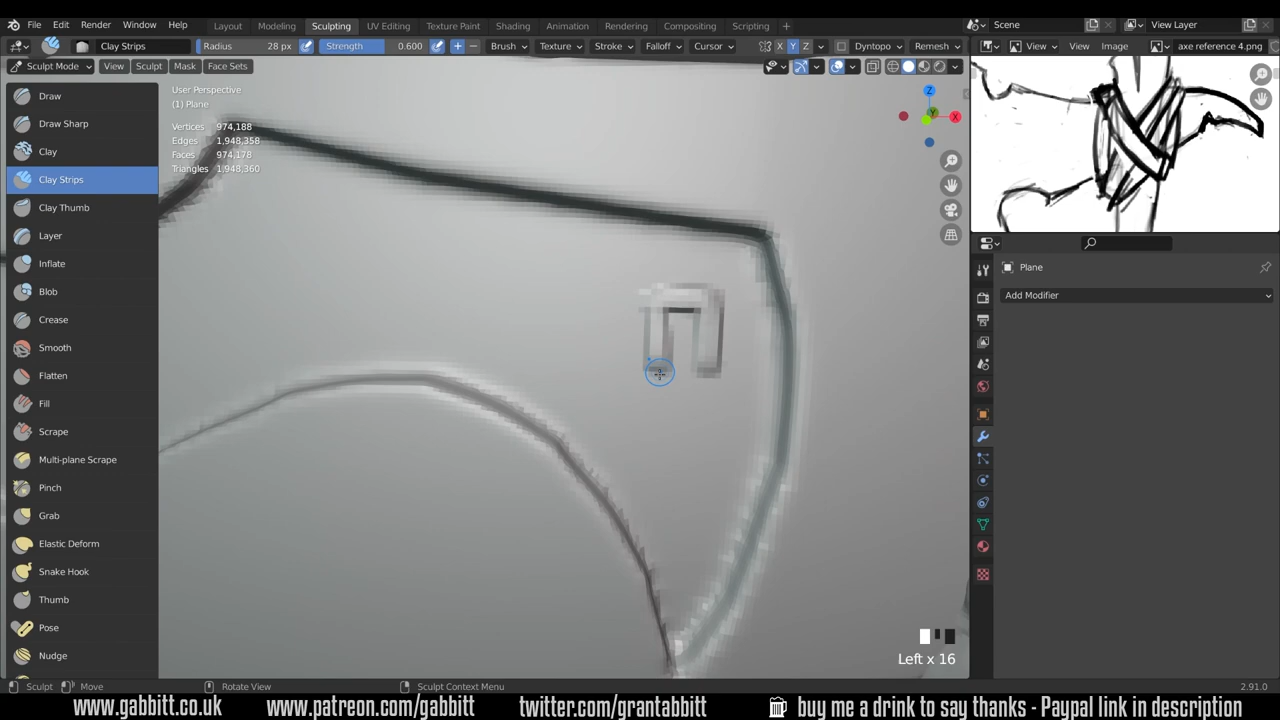 File Edit Render Window Help Layout Modeling Sculpting UV Editing Texture Paint Shading Animation Rendering Compositing Scripting + Scene View Layer
Clay Strips Radius 28 px Strength 0.600 Brush Texture Stroke Falloff Cursor X Y Z Dyntopo Remesh View View Image axe reference 4.png
Sculpt Mode View Sculpt Mask Face Sets
Draw
Draw Sharp
Clay
Clay Strips
Clay Thumb
Layer
Inflate
Blob
Crease
Smooth
Flatten
Fill
Scrape
Multi-plane Scrape
Pinch
Grab
Elastic Deform
Snake Hook
Thumb
Pose
Nudge
User Perspective
(1) Plane
Vertices 974,188
Edges 1,948,358
Faces 974,178
Triangles 1,948,360
Z
X
Y
Plane
Add Modifier
Left x 16
Sculpt Move Rotate View Sculpt Context Menu 2.91.0
www.gabbitt.co.uk www.patreon.com/gabbitt twitter.com/grantabbitt buy me a drink to say thanks - Paypal link in description